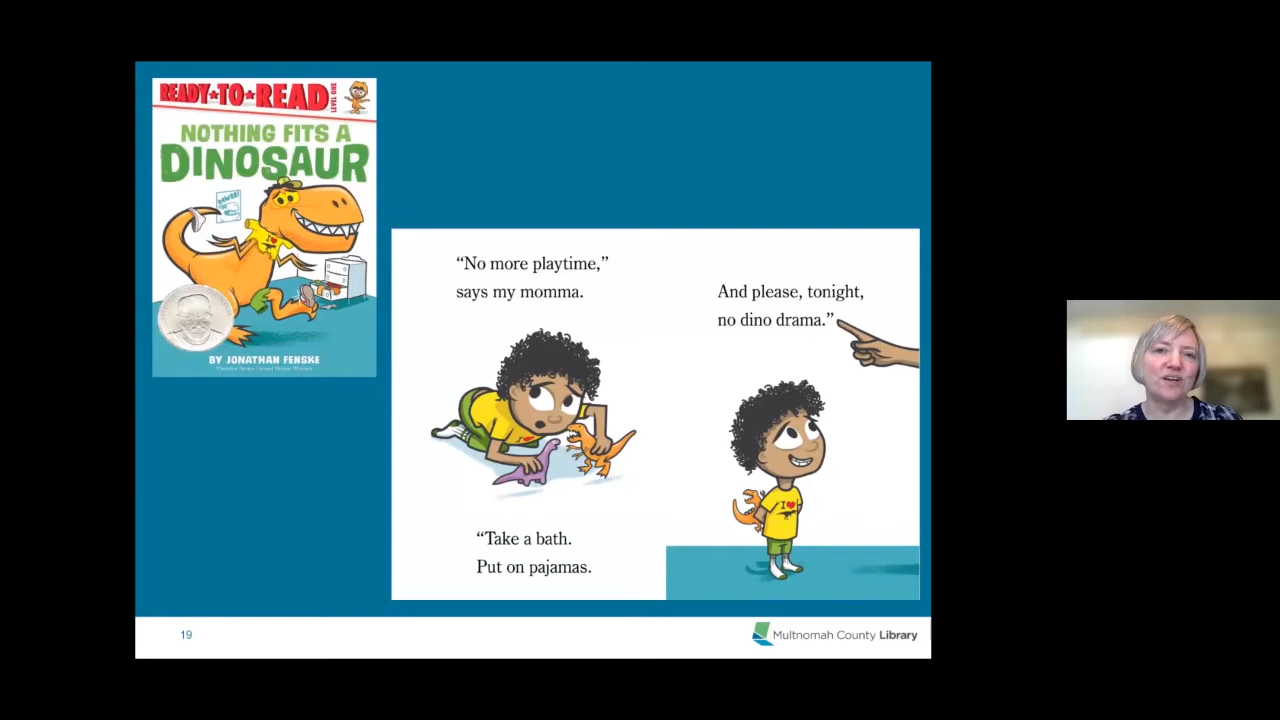 READY★TO★READ
LEVEL ONE
NOTHING FITS A
DINOSAUR
I ❤
BY JONATHAN FENSKE
“No more playtime,”
says my momma.
“Take a bath.
Put on pajamas.
And please, tonight,
no dino drama.”
I ❤
19
Multnomah County Library